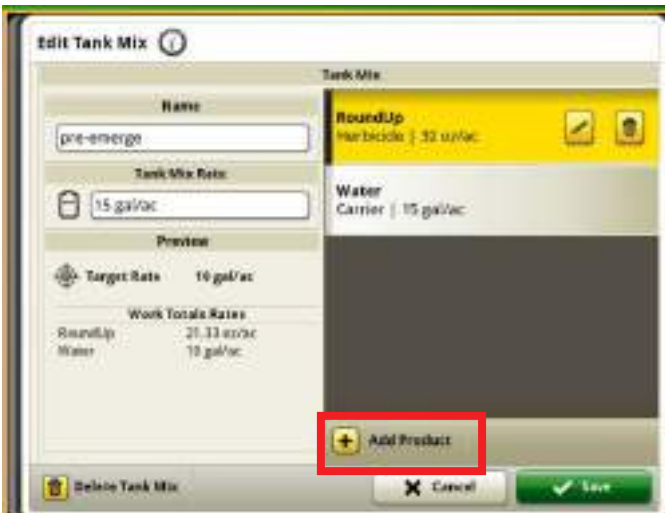 Edit Tank Mix
Tank Mix
Name
pre-emerge
Tank Mix Rate
15 gal/ac
Preview
Target Rate 10 gal/ac
Work Totals Rates
RoundUp 21.33 oz/ac
Water 10 gal/ac
RoundUp
Herbicide | 32 oz/ac
Water
Carrier | 15 gal/ac
Add Product
Delete Tank Mix
Cancel
Save